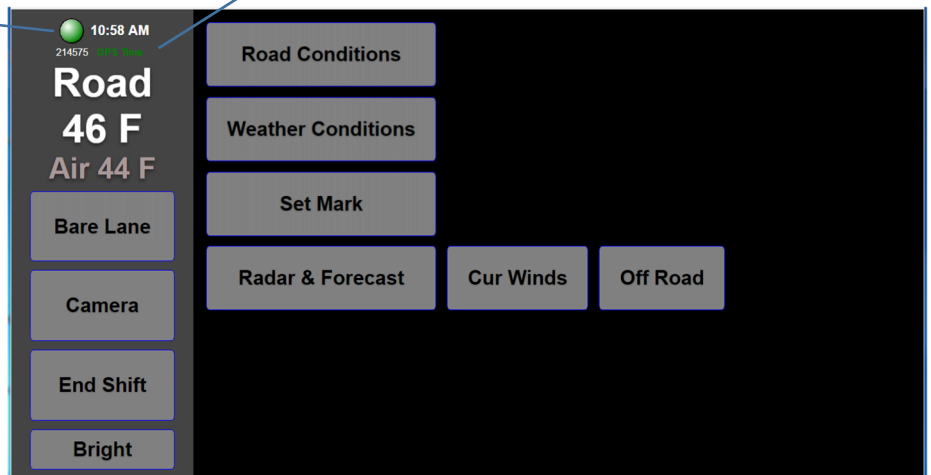 10:58 AM
214575 GPS Time
Road
46 F
Air 44 F
Bare Lane
Camera
End Shift
Bright
Road Conditions
Weather Conditions
Set Mark
Radar & Forecast
Cur Winds
Off Road